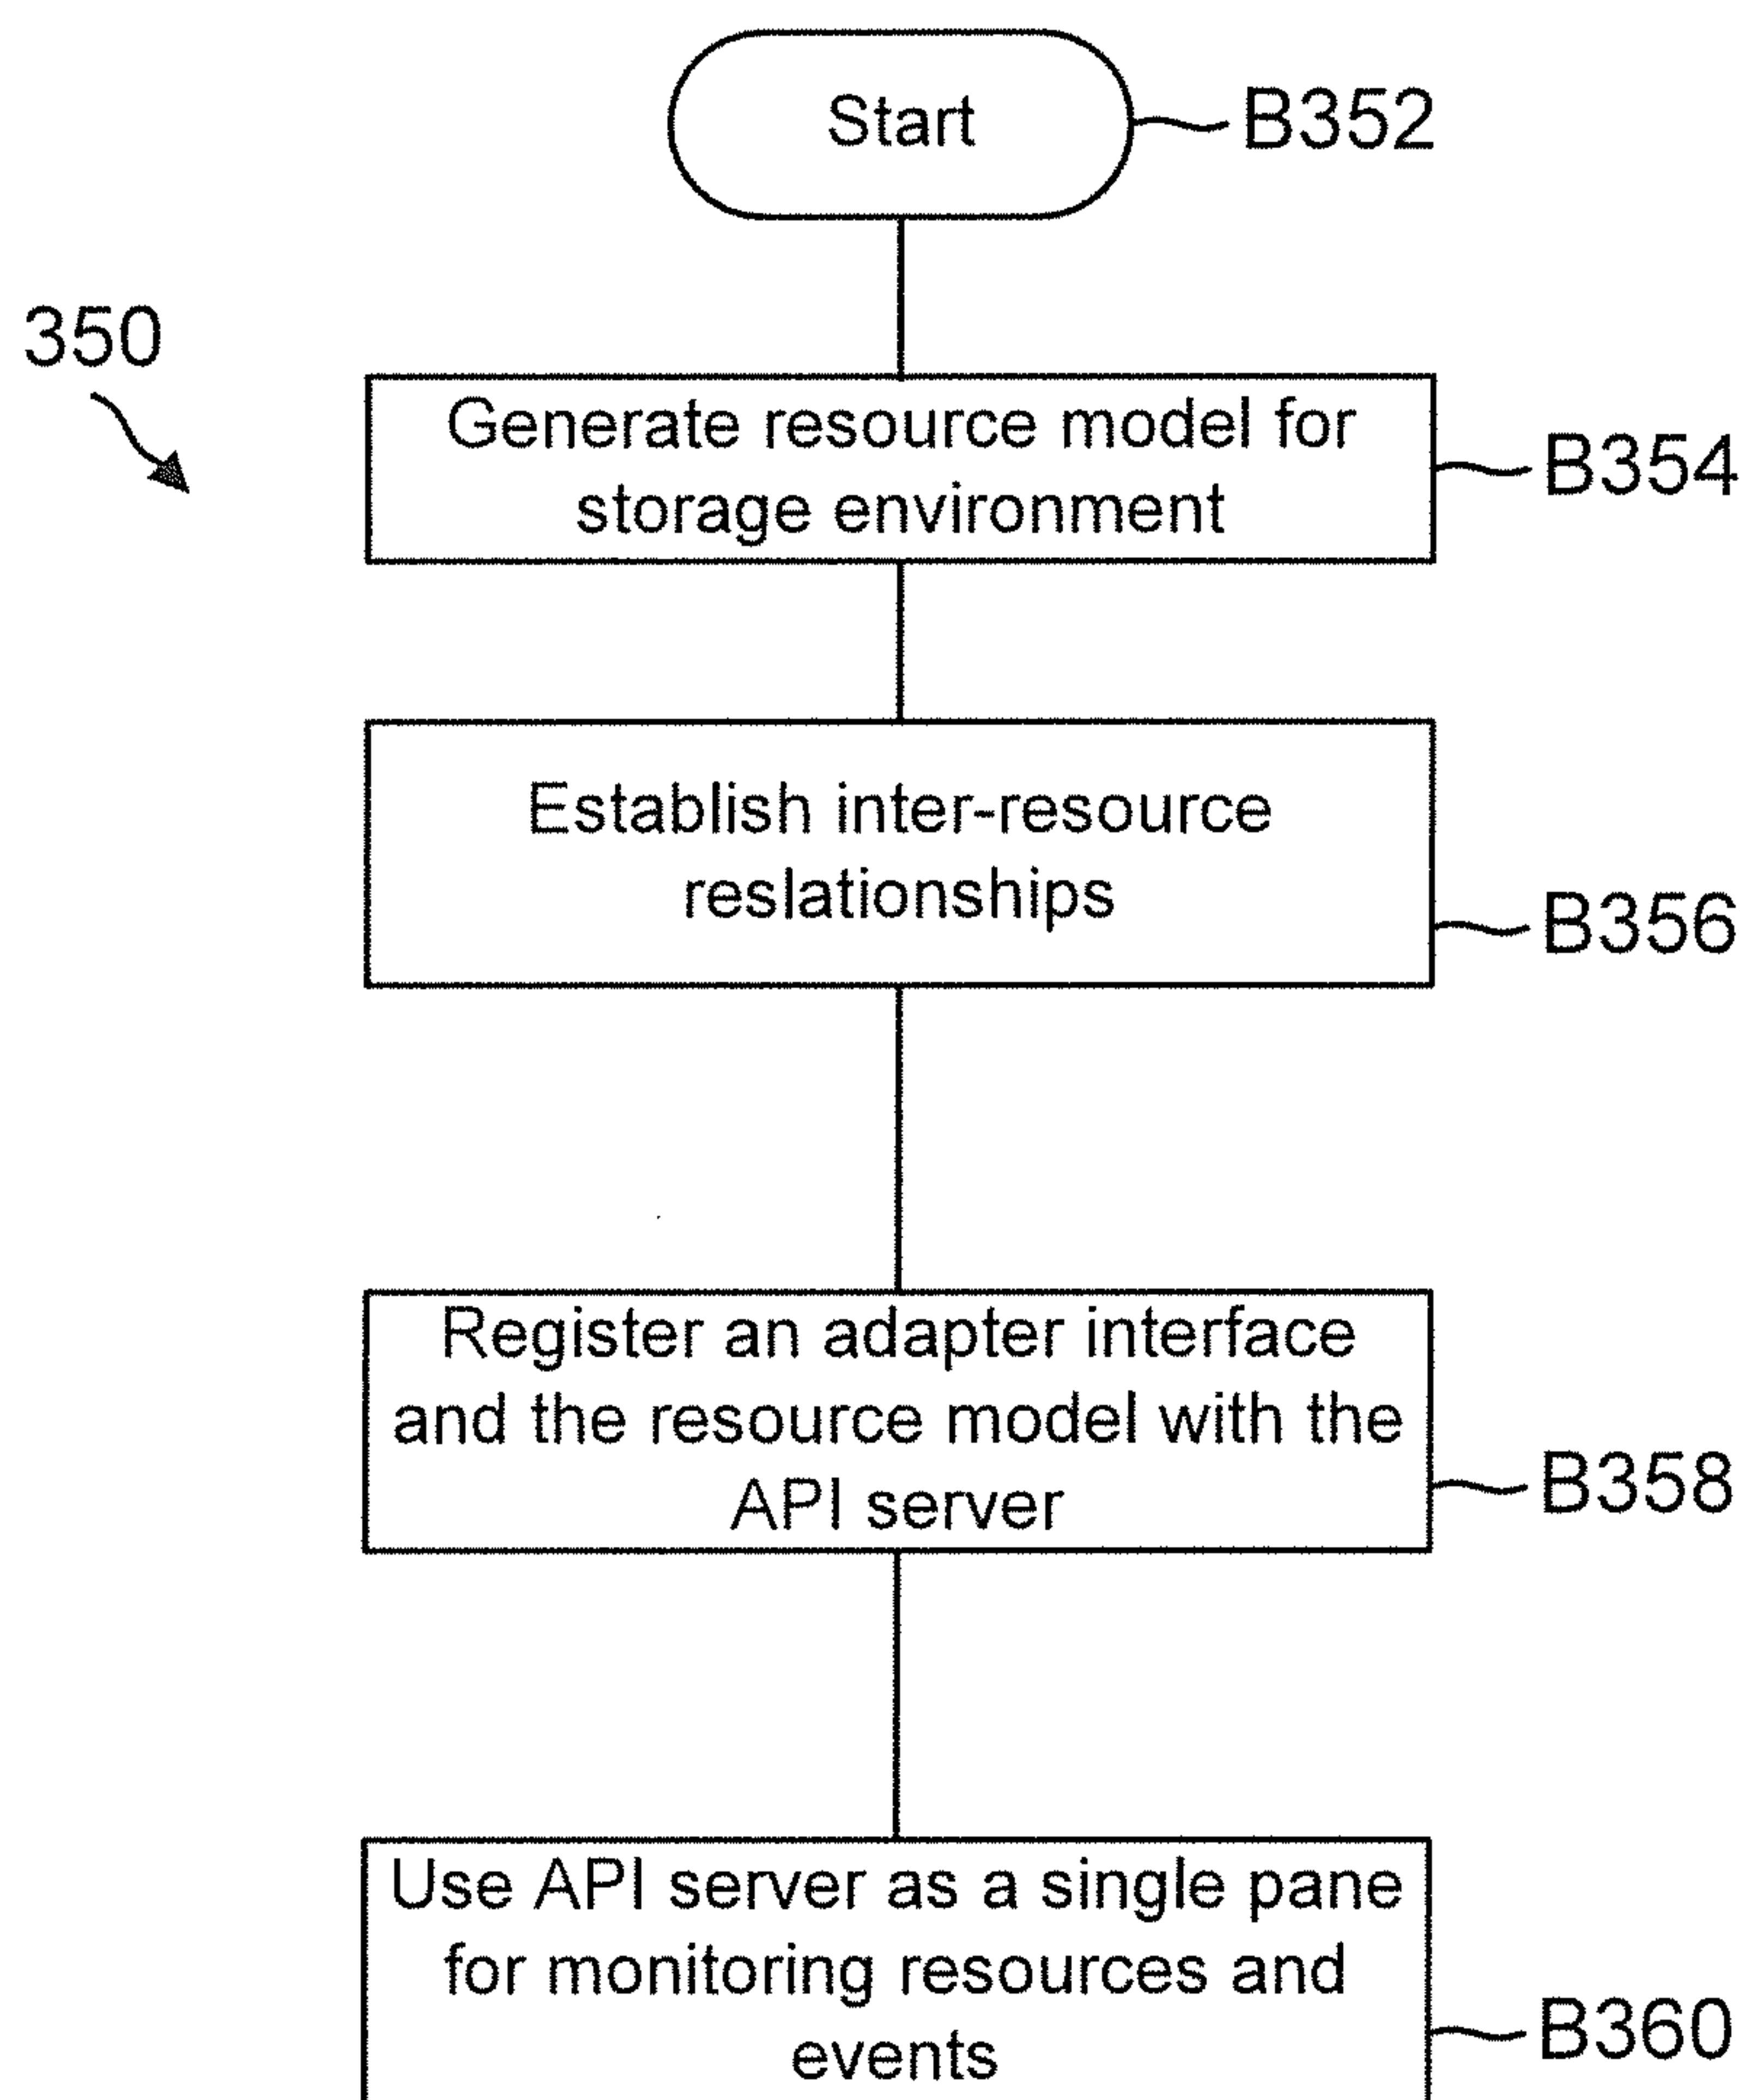 Start
B352
350
Generate resource model for
storage environment
B354
Establish inter-resource
reslationships
B356
Register an adapter interface
and the resource model with the
API server
B358
Use API server as a single pane
for monitoring resources and
events
B360